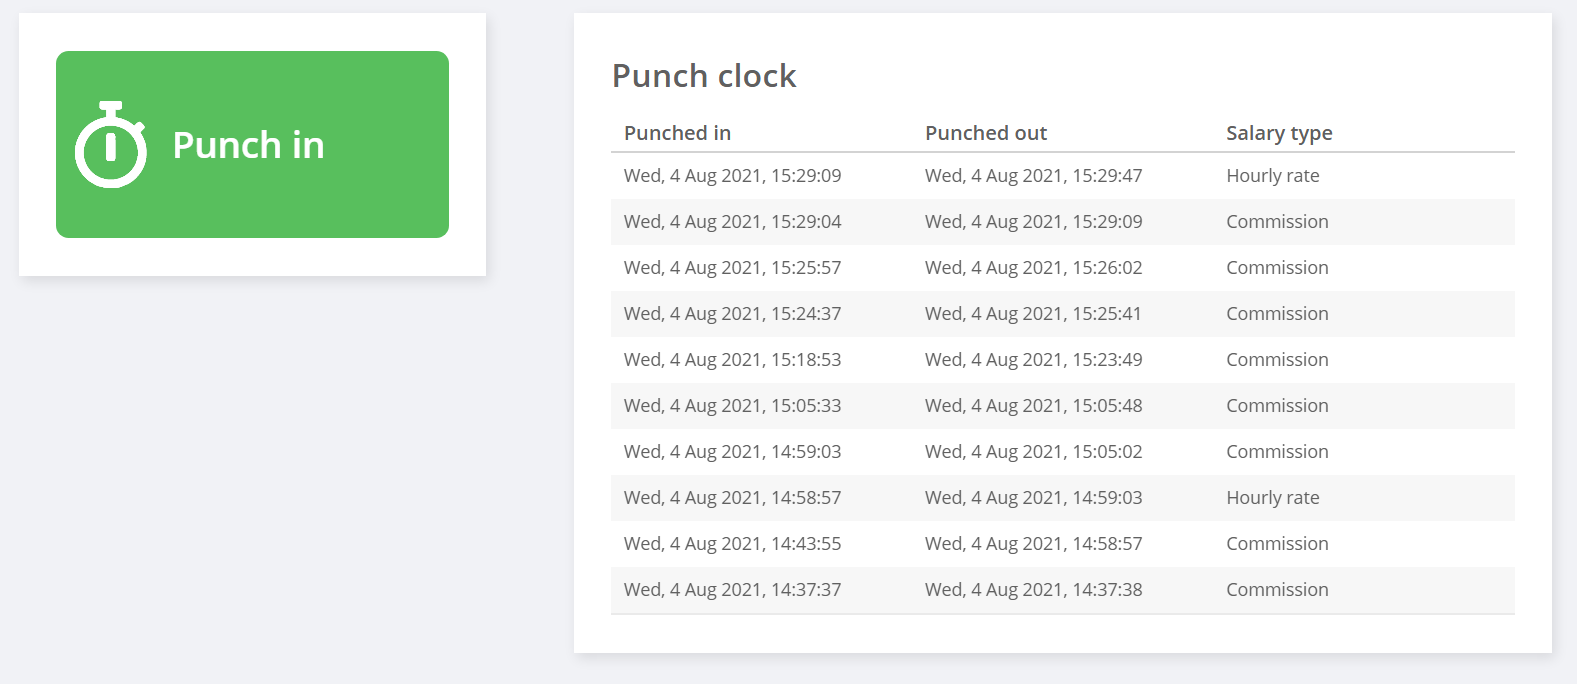 Punch in
Punch clock
Punched in Punched out Salary type
Wed, 4 Aug 2021, 15:29:09 Wed, 4 Aug 2021, 15:29:47 Hourly rate
Wed, 4 Aug 2021, 15:29:04 Wed, 4 Aug 2021, 15:29:09 Commission
Wed, 4 Aug 2021, 15:25:57 Wed, 4 Aug 2021, 15:26:02 Commission
Wed, 4 Aug 2021, 15:24:37 Wed, 4 Aug 2021, 15:25:41 Commission
Wed, 4 Aug 2021, 15:18:53 Wed, 4 Aug 2021, 15:23:49 Commission
Wed, 4 Aug 2021, 15:05:33 Wed, 4 Aug 2021, 15:05:48 Commission
Wed, 4 Aug 2021, 14:59:03 Wed, 4 Aug 2021, 15:05:02 Commission
Wed, 4 Aug 2021, 14:58:57 Wed, 4 Aug 2021, 14:59:03 Hourly rate
Wed, 4 Aug 2021, 14:43:55 Wed, 4 Aug 2021, 14:58:57 Commission
Wed, 4 Aug 2021, 14:37:37 Wed, 4 Aug 2021, 14:37:38 Commission